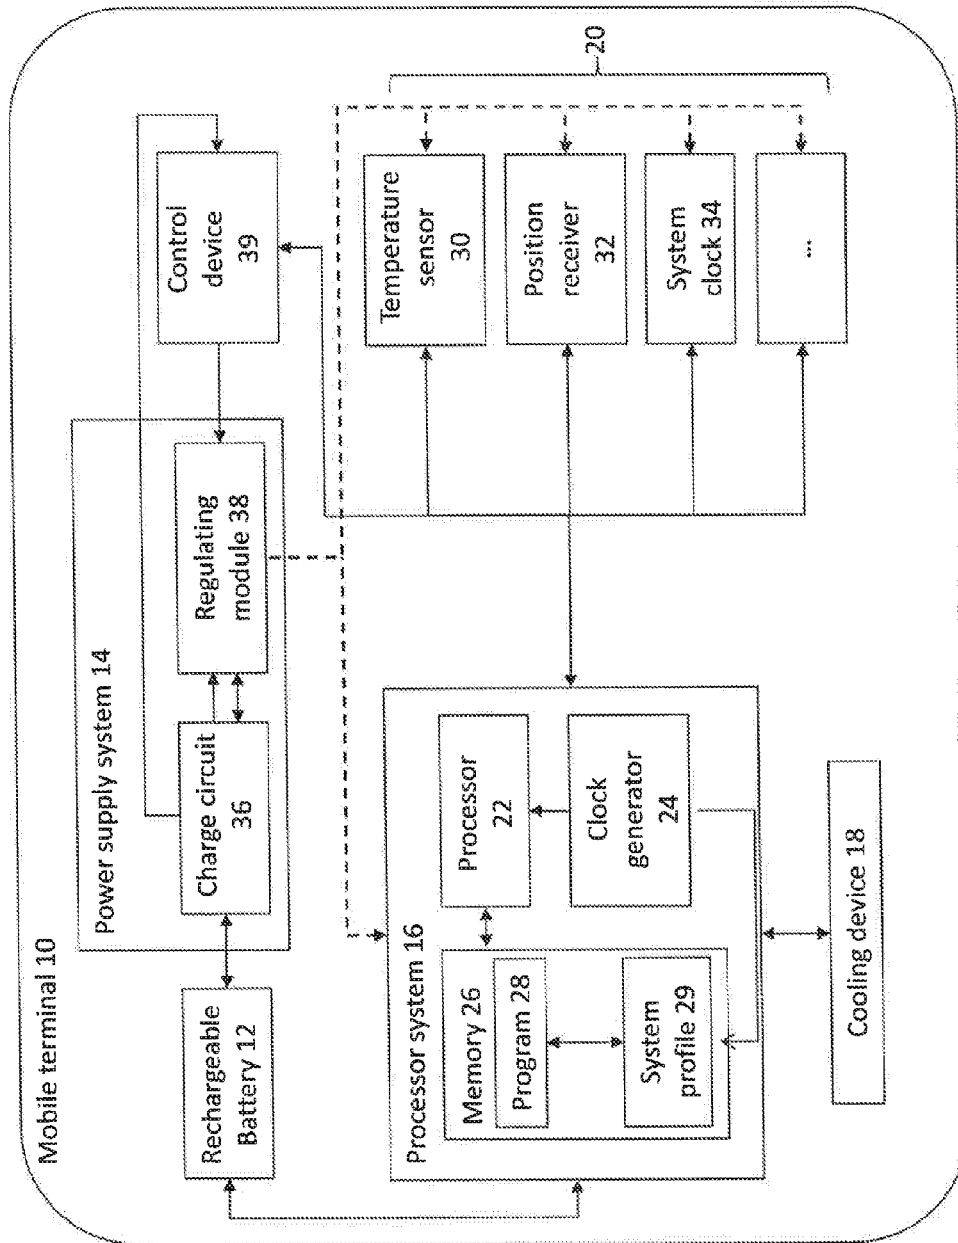 Mobile terminal 10
Rechargeable
Battery 12
Power supply system 14
Charge circuit
36
Regulating
module 38
Control
device
39
Processor system 16
Memory 26
Program 28
System
profile 29
Processor
22
Clock
generator
24
Temperature
sensor
30
Position
receiver
32
System
clock 34
...
20
Cooling device 18